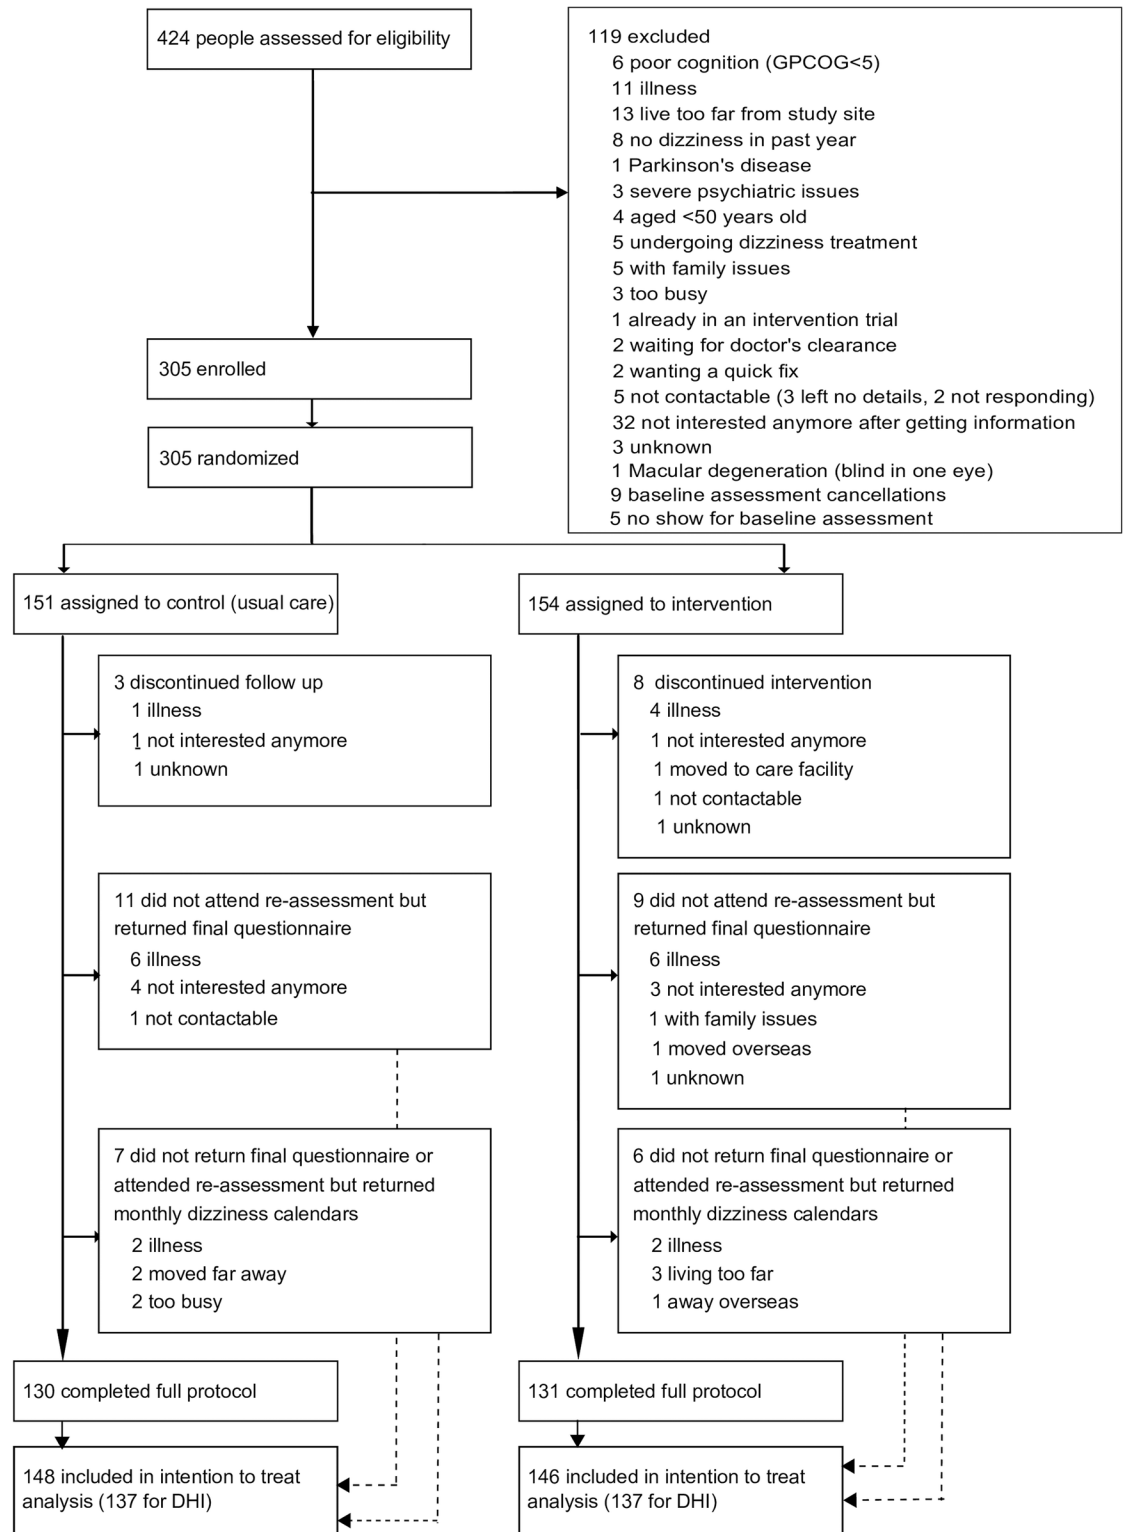 424 people assessed for eligibility
119 excluded
6 poor cognition (GPCOG<5)
11 illness
13 live too far from study site
8 no dizziness in past year
1 Parkinson's disease
3 severe psychiatric issues
4 aged <50 years old
5 undergoing dizziness treatment
5 with family issues
3 too busy
1 already in an intervention trial
2 waiting for doctor's clearance
2 wanting a quick fix
5 not contactable (3 left no details, 2 not responding)
32 not interested anymore after getting information
3 unknown
1 Macular degeneration (blind in one eye)
9 baseline assessment cancellations
5 no show for baseline assessment
305 enrolled
305 randomized
151 assigned to control (usual care)
3 discontinued follow up
1 illness
1 not interested anymore
1 unknown
11 did not attend re-assessment but
returned final questionnaire
6 illness
4 not interested anymore
1 not contactable
7 did not return final questionnaire or
attended re-assessment but returned
monthly dizziness calendars
2 illness
2 moved far away
2 too busy
130 completed full protocol
148 included in intention to treat
analysis (137 for DHI)
154 assigned to intervention
8 discontinued intervention
4 illness
1 not interested anymore
1 moved to care facility
1 not contactable
1 unknown
9 did not attend re-assessment but
returned final questionnaire
6 illness
3 not interested anymore
1 with family issues
1 moved overseas
1 unknown
6 did not return final questionnaire or
attended re-assessment but returned
monthly dizziness calendars
2 illness
3 living too far
1 away overseas
131 completed full protocol
146 included in intention to treat
analysis (137 for DHI)